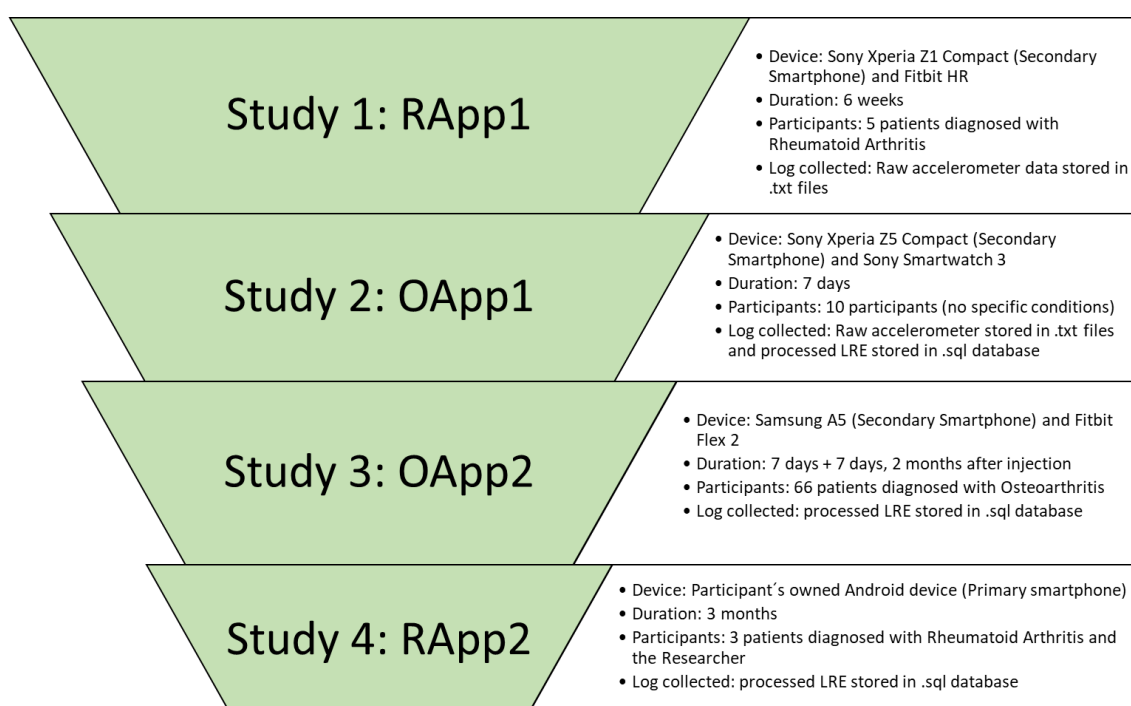 Study 1: RApp1
• Device: Sony Xperia Z1 Compact (Secondary
Smartphone) and Fitbit HR
• Duration: 6 weeks
• Participants: 5 patients diagnosed with
Rheumatoid Arthritis
• Log collected: Raw accelerometer data stored in
.txt files
Study 2: OApp1
• Device: Sony Xperia Z5 Compact (Secondary
Smartphone) and Sony Smartwatch 3
• Duration: 7 days
• Participants: 10 participants (no specific conditions)
• Log collected: Raw accelerometer stored in .txt files
and processed LRE stored in .sql database
Study 3: OApp2
• Device: Samsung A5 (Secondary Smartphone) and Fitbit
Flex 2
• Duration: 7 days + 7 days, 2 months after injection
• Participants: 66 patients diagnosed with Osteoarthritis
• Log collected: processed LRE stored in .sql database
Study 4: RApp2
• Device: Participant´s owned Android device (Primary smartphone)
• Duration: 3 months
• Participants: 3 patients diagnosed with Rheumatoid Arthritis and
the Researcher
• Log collected: processed LRE stored in .sql database